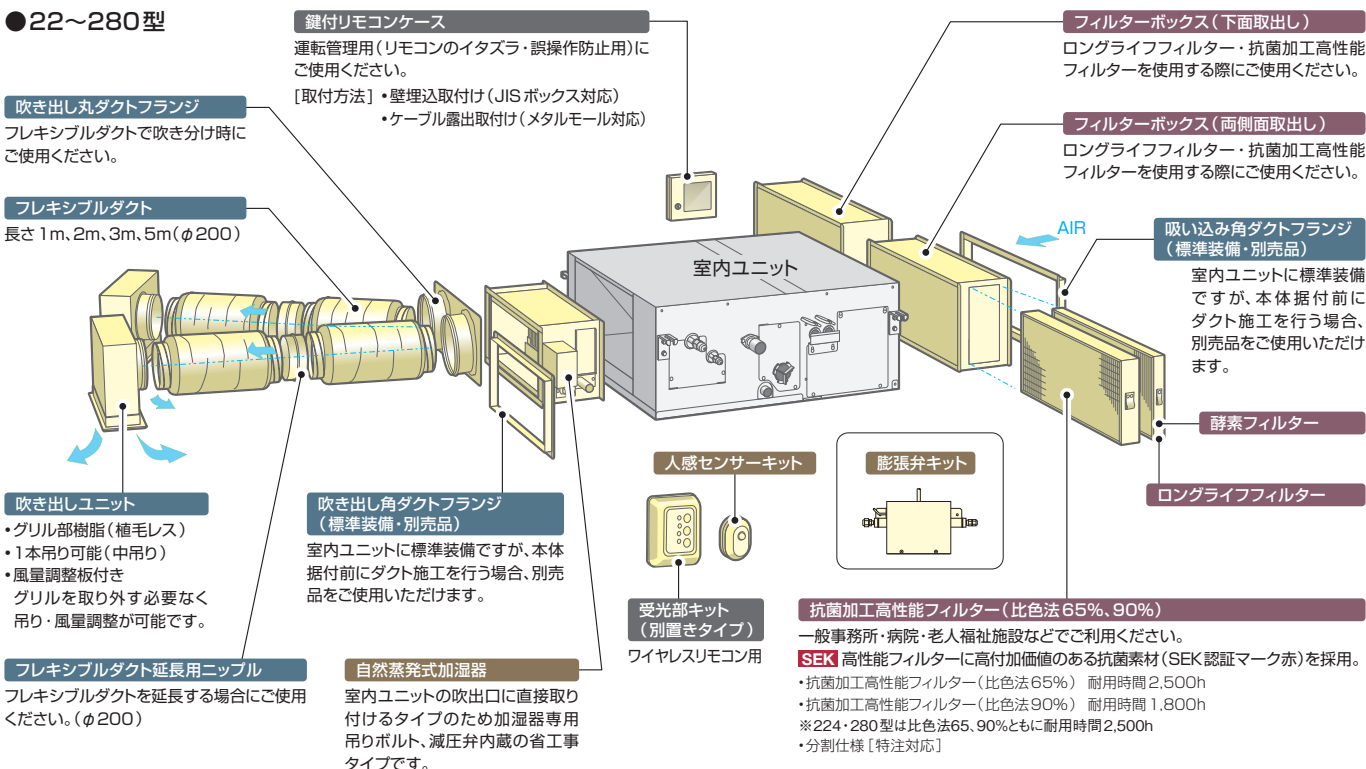 ●22〜280型
鍵付リモコンケース
運転管理用(リモコンのイタズラ・誤操作防止用)に
ご使用ください。
[取付方法] •壁埋込取付け(JISボックス対応)
•ケーブル露出取付け(メタルモール対応)
フィルターボックス(下面取出し)
ロングライフフィルター・抗菌加工高性能
フィルターを使用する際にご使用ください。
吹き出し丸ダクトフランジ
フレキシブルダクトで吹き分け時に
ご使用ください。
フィルターボックス(両側面取出し)
ロングライフフィルター・抗菌加工高性能
フィルターを使用する際にご使用ください。
フレキシブルダクト
長さ1m、2m、3m、5m(φ200)
AIR
吸い込み角ダクトフランジ
(標準装備・別売品)
室内ユニットに標準装備
ですが、本体据付前に
ダクト施工を行う場合、
別売品をご使用いただけ
ます。
室内ユニット
酵素フィルター
ロングライフフィルター
人感センサーキット
膨張弁キット
吹き出しユニット
•グリル部樹脂(植毛レス)
•1本吊り可能(中吊り)
•風量調整板付き
グリルを取り外す必要なく
吊り・風量調整が可能です。
吹き出し角ダクトフランジ
(標準装備・別売品)
室内ユニットに標準装備ですが、本体
据付前にダクト施工を行う場合、別売
品をご使用いただけます。
受光部キット
(別置きタイプ)
ワイヤレスリモコン用
抗菌加工高性能フィルター(比色法65%、90%)
一般事務所・病院・老人福祉施設などでご利用ください。
SEK 高性能フィルターに高付加価値のある抗菌素材(SEK認証マーク赤)を採用。
•抗菌加工高性能フィルター(比色法65%) 耐用時間2,500h
•抗菌加工高性能フィルター(比色法90%) 耐用時間1,800h
※224・280型は比色法65、90%ともに耐用時間2,500h
•分割仕様[特注対応]
フレキシブルダクト延長用ニップル
フレキシブルダクトを延長する場合にご使用
ください。(φ200)
自然蒸発式加湿器
室内ユニットの吹出口に直接取り
付けるタイプのため加湿器専用
吊りボルト、減圧弁内蔵の省工事
タイプです。